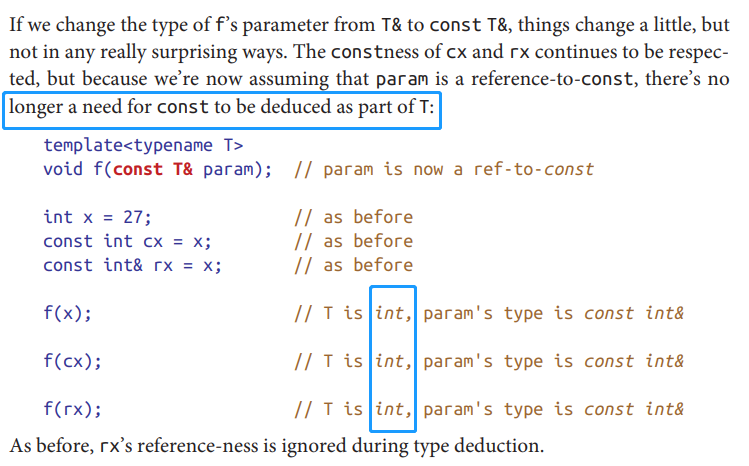 If we change the type of f’s parameter from T& to const T&, things change a little, but
not in any really surprising ways. The constness of cx and rx continues to be respec-
ted, but because we’re now assuming that param is a reference-to-const, there’s no
longer a need for const to be deduced as part of T:
template<typename T>
void f(const T& param); // param is now a ref-to-const
int x = 27; // as before
const int cx = x; // as before
const int& rx = x; // as before
f(x); // T is int, param's type is const int&
f(cx); // T is int, param's type is const int&
f(rx); // T is int, param's type is const int&
As before, rx’s reference-ness is ignored during type deduction.